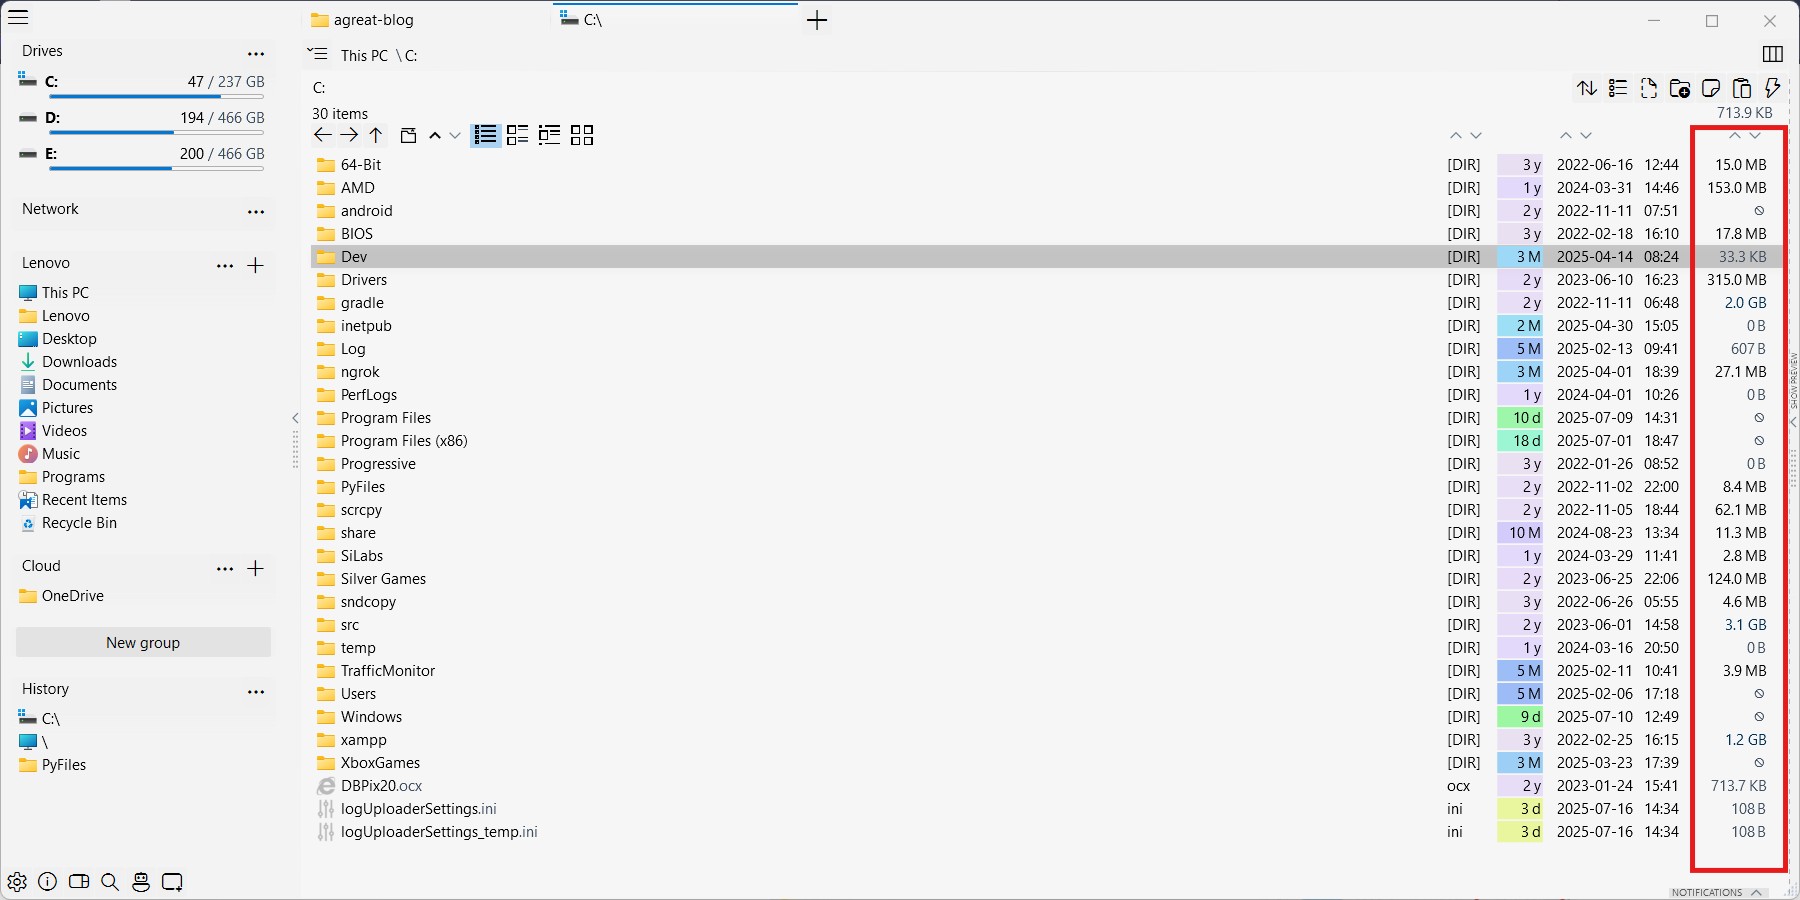 agreat-blog
C:\
Drives
C: 47 / 237 GB
D: 194 / 466 GB
E: 200 / 466 GB
Network
Lenovo
This PC
Lenovo
Desktop
Downloads
Documents
Pictures
Videos
Music
Programs
Recent Items
Recycle Bin
Cloud
OneDrive
New group
History
C:\
\
PyFiles
This PC \ C:
C:
30 items
713.9 KB
64-Bit [DIR] 3 y 2022-06-16 12:44 15.0 MB
AMD [DIR] 1 y 2024-03-31 14:46 153.0 MB
android [DIR] 2 y 2022-11-11 07:51
BIOS [DIR] 3 y 2022-02-18 16:10 17.8 MB
Dev [DIR] 3 M 2025-04-14 08:24 33.3 KB
Drivers [DIR] 2 y 2023-06-10 16:23 315.0 MB
gradle [DIR] 2 y 2022-11-11 06:48 2.0 GB
inetpub [DIR] 2 M 2025-04-30 15:05 0 B
Log [DIR] 5 M 2025-02-13 09:41 607 B
ngrok [DIR] 3 M 2025-04-01 18:39 27.1 MB
PerfLogs [DIR] 1 y 2024-04-01 10:26 0 B
Program Files [DIR] 10 d 2025-07-09 14:31
Program Files (x86) [DIR] 18 d 2025-07-01 18:47
Progressive [DIR] 3 y 2022-01-26 08:52 0 B
PyFiles [DIR] 2 y 2022-11-02 22:00 8.4 MB
scrcpy [DIR] 2 y 2022-11-05 18:44 62.1 MB
share [DIR] 10 M 2024-08-23 13:34 11.3 MB
SiLabs [DIR] 1 y 2024-03-29 11:41 2.8 MB
Silver Games [DIR] 2 y 2023-06-25 22:06 124.0 MB
sndcopy [DIR] 3 y 2022-06-26 05:55 4.6 MB
src [DIR] 2 y 2023-06-01 14:58 3.1 GB
temp [DIR] 1 y 2024-03-16 20:50 0 B
TrafficMonitor [DIR] 5 M 2025-02-11 10:41 3.9 MB
Users [DIR] 5 M 2025-02-06 17:18
Windows [DIR] 9 d 2025-07-10 12:49
xampp [DIR] 3 y 2022-02-25 16:15 1.2 GB
XboxGames [DIR] 3 M 2025-03-23 17:39
DBPix20.ocx ocx 2 y 2023-01-24 15:41 713.7 KB
logUploaderSettings.ini ini 3 d 2025-07-16 14:34 108 B
logUploaderSettings_temp.ini ini 3 d 2025-07-16 14:34 108 B
SHOW PREVIEW
NOTIFICATIONS